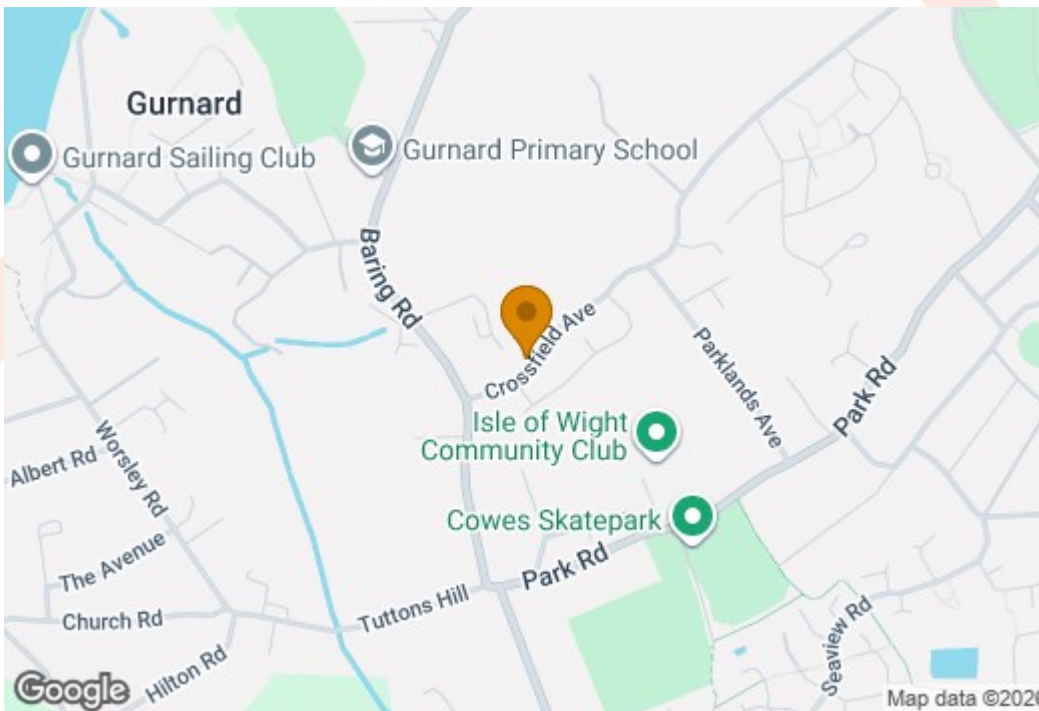 Gurnard
Gurnard Sailing Club
Gurnard Primary School
Baring Rd
Crossfield Ave
Parklands Ave
Park Rd
Isle of Wight
Community Club
Worsley Rd
Albert Rd
Cowes Skatepark
The Avenue
Park Rd
Church Rd
Tuttons Hill
Seaview Rd
Hilton Rd
Google
Map data ©2026